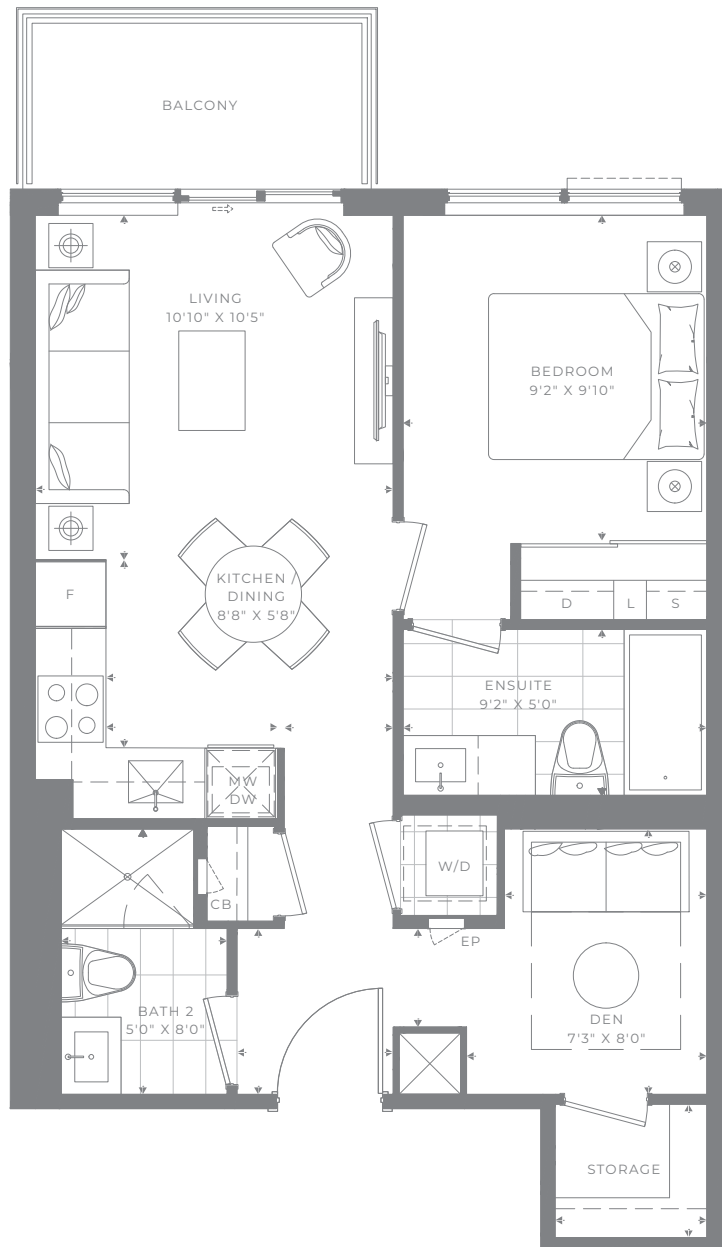 BALCONY
LIVING
10'10" X 10'5"
BEDROOM
9'2" X 9'10"
KITCHEN /
DINING
8'8" X 5'8"
F
D
L
S
ENSUITE
9'2" X 5'0"
MW
DW
W/D
CB
EP
BATH 2
5'0" X 8'0"
DEN
7'3" X 8'0"
STORAGE